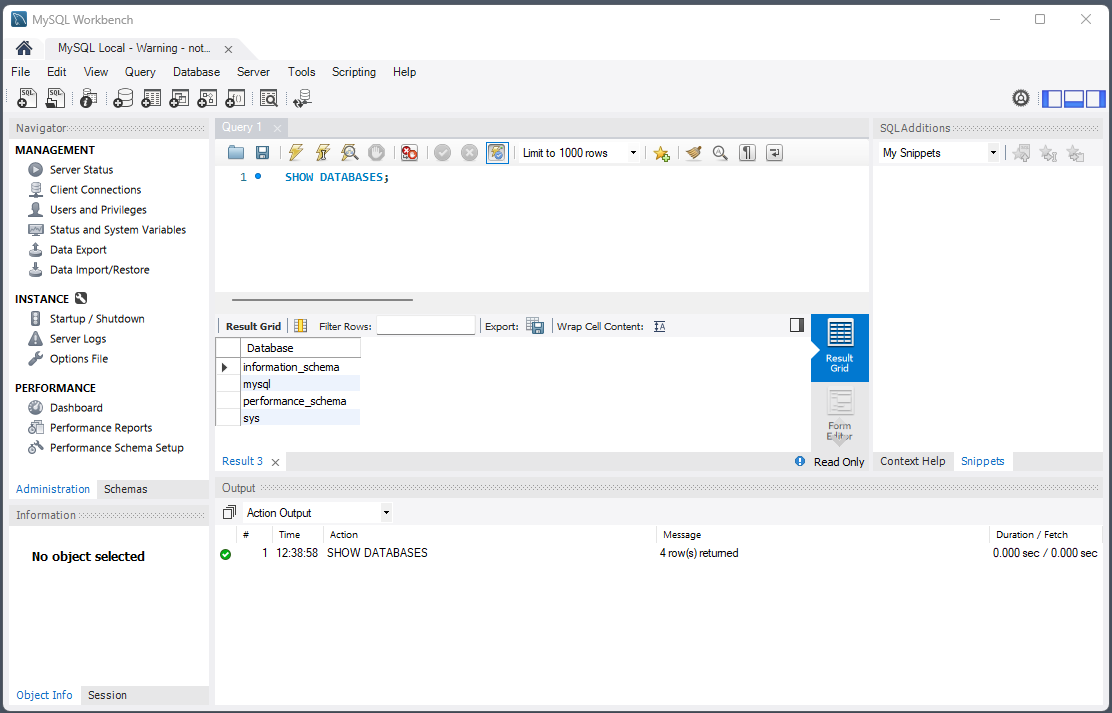 MySQL Workbench
MySQL Local - Warning - not...
File Edit View Query Database Server Tools Scripting Help
Navigator
MANAGEMENT
Server Status
Client Connections
Users and Privileges
Status and System Variables
Data Export
Data Import/Restore
INSTANCE
Startup / Shutdown
Server Logs
Options File
PERFORMANCE
Dashboard
Performance Reports
Performance Schema Setup
Administration Schemas
Information
No object selected
Object Info Session
Query 1
Limit to 1000 rows
1 SHOW DATABASES;
Result Grid Filter Rows: Export: Wrap Cell Content:
Database
information_schema
mysql
performance_schema
sys
Result Grid
Form Editor
Result 3 Read Only
SQLAdditions
My Snippets
Context Help Snippets
Output
Action Output
# Time Action Message Duration / Fetch
1 12:38:58 SHOW DATABASES 4 row(s) returned 0.000 sec / 0.000 sec